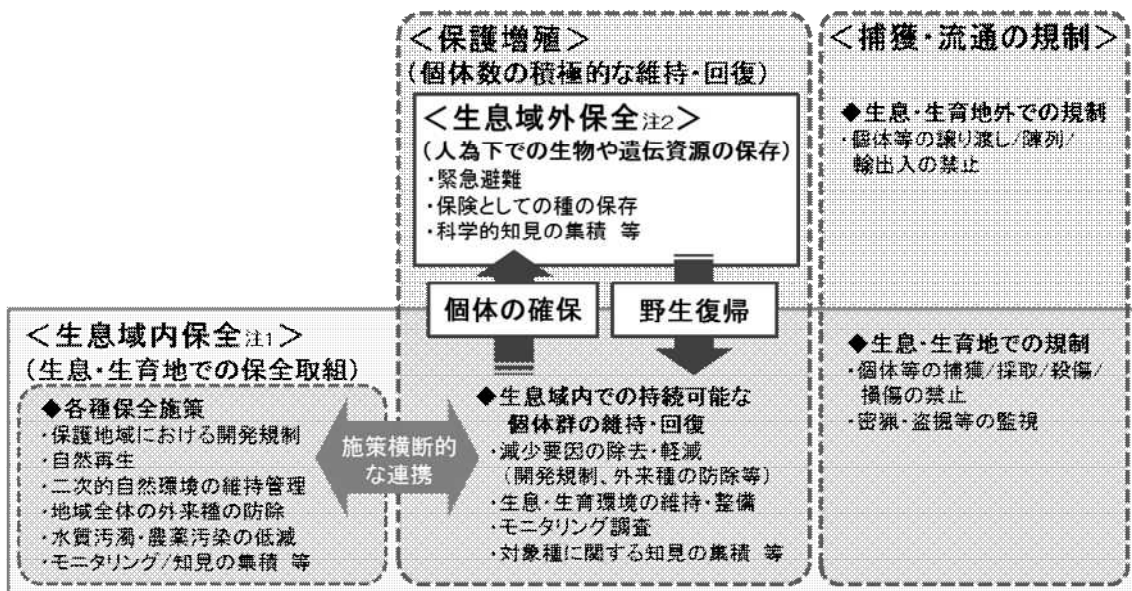 ＜保護増殖＞
(個体数の積極的な維持・回復)
＜生息域外保全注2＞
(人為下での生物や遺伝資源の保存)
・緊急避難
・保険としての種の保存
・科学的知見の集積 等
個体の確保
野生復帰
＜捕獲・流通の規制＞
◆生息・生育地外での規制
・個体等の譲り渡し/陳列/
輸出入の禁止
＜生息域内保全注1＞
(生息・生育地での保全取組)
◆各種保全施策
・保護地域における開発規制
・自然再生
・二次的自然環境の維持管理
・地域全体の外来種の防除
・水質汚濁・農薬汚染の低減
・モニタリング/知見の集積 等
施策横断的
な連携
◆生息域内での持続可能な
個体群の維持・回復
・減少要因の除去・軽減
(開発規制、外来種の防除等)
・生息・生育環境の維持・整備
・モニタリング調査
・対象種に関する知見の集積 等
◆生息・生育地での規制
・個体等の捕獲/採取/殺傷/
損傷の禁止
・密猟・盗掘等の監視